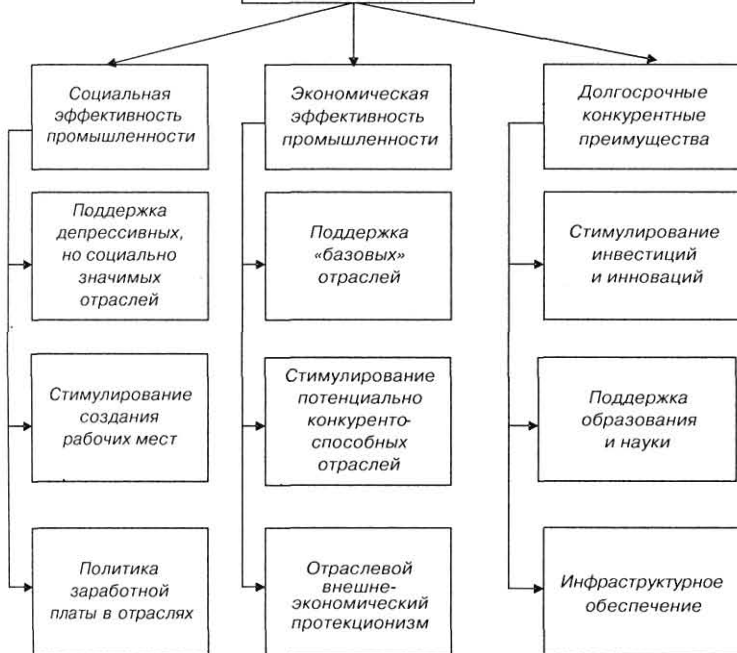 Социальная
эффективность
промышленности
Экономическая
эффективность
промышленности
Долгосрочные
конкурентные
преимущества
Поддержка
депрессивных,
но социально
значимых
отраслей
Поддержка
«базовых»
отраслей
Стимулирование
инвестиций
и инноваций
Стимулирование
создания
рабочих мест
Стимулирование
потенциально
конкуренто-
способных
отраслей
Поддержка
образования
и науки
Политика
заработной
платы в отраслях
Отраслевой
внешне-
экономический
протекционизм
Инфраструктурное
обеспечение